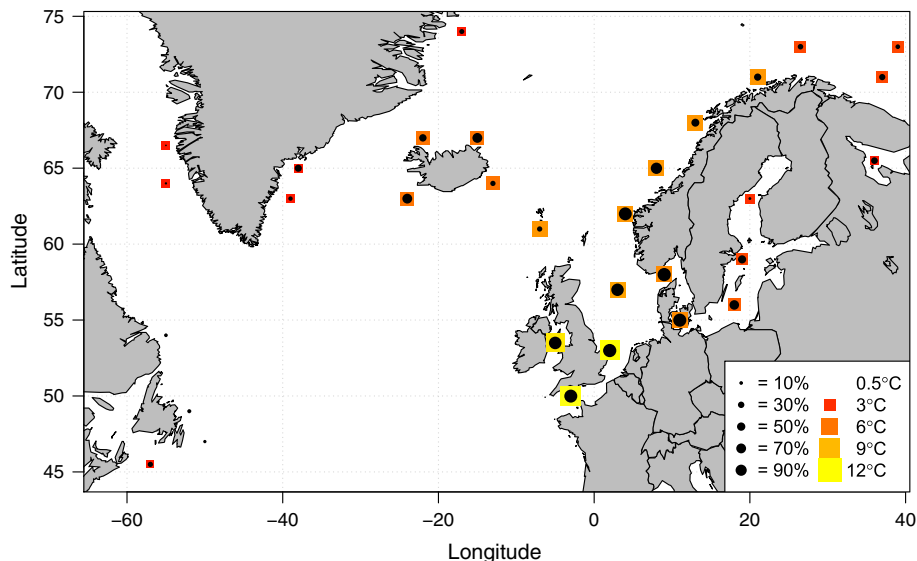 75
70
65
60
55
50
45
Latitude
−60
−40
−20
0
20
40
Longitude
= 10% 0.5°C
= 30% 3°C
= 50% 6°C
= 70% 9°C
= 90% 12°C